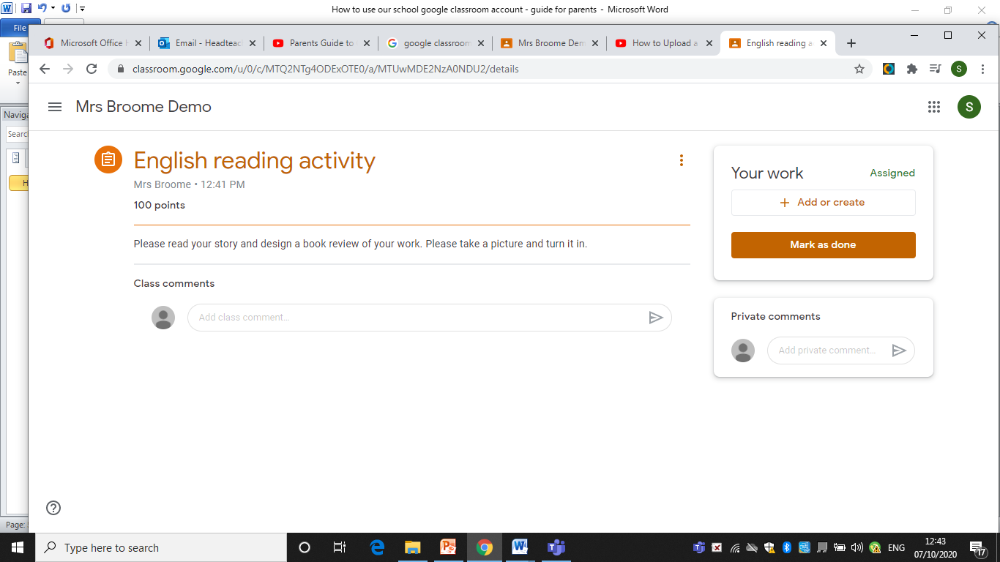 How to use our school google classroom account - guide for parents - Microsoft Word
File
Paste
Microsoft Office H
Email - Headteac
Parents Guide to
google classroom
Mrs Broome Dem
How to Upload a
English reading a
classroom.google.com/u/0/c/MTQ2NTg4ODExOTE0/a/MTUwMDE2NzA0NDU2/details
S
Naviga
Searc
H
Page:
Mrs Broome Demo
S
English reading activity
Mrs Broome • 12:41 PM
100 points
Please read your story and design a book review of your work. Please take a picture and turn it in.
Class comments
Add class comment...
Your work
Assigned
+ Add or create
Mark as done
Private comments
Add private comment...
Type here to search
ENG
12:43
07/10/2020
17